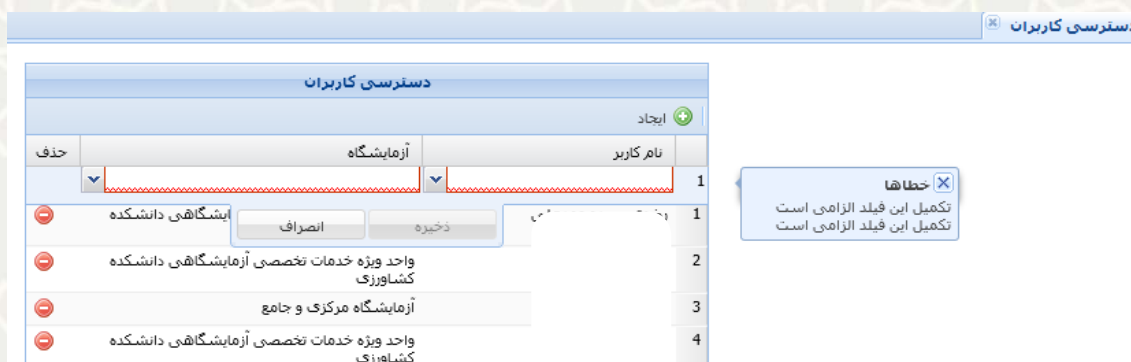 دسترسی کاربران
دسترسی کاربران
ایجاد
نام کاربر
آزمایشگاه
حذف
1
خطاها
تکمیل این فیلد الزامی است
تکمیل این فیلد الزامی است
1
ایشگاهی دانشکده
ذخیره
انصراف
2
واحد ویژه خدمات تخصصی آزمایشگاهی دانشکده
کشاورزی
3
آزمایشگاه مرکزی و جامع
4
واحد ویژه خدمات تخصصی آزمایشگاهی دانشکده
کشاورزی